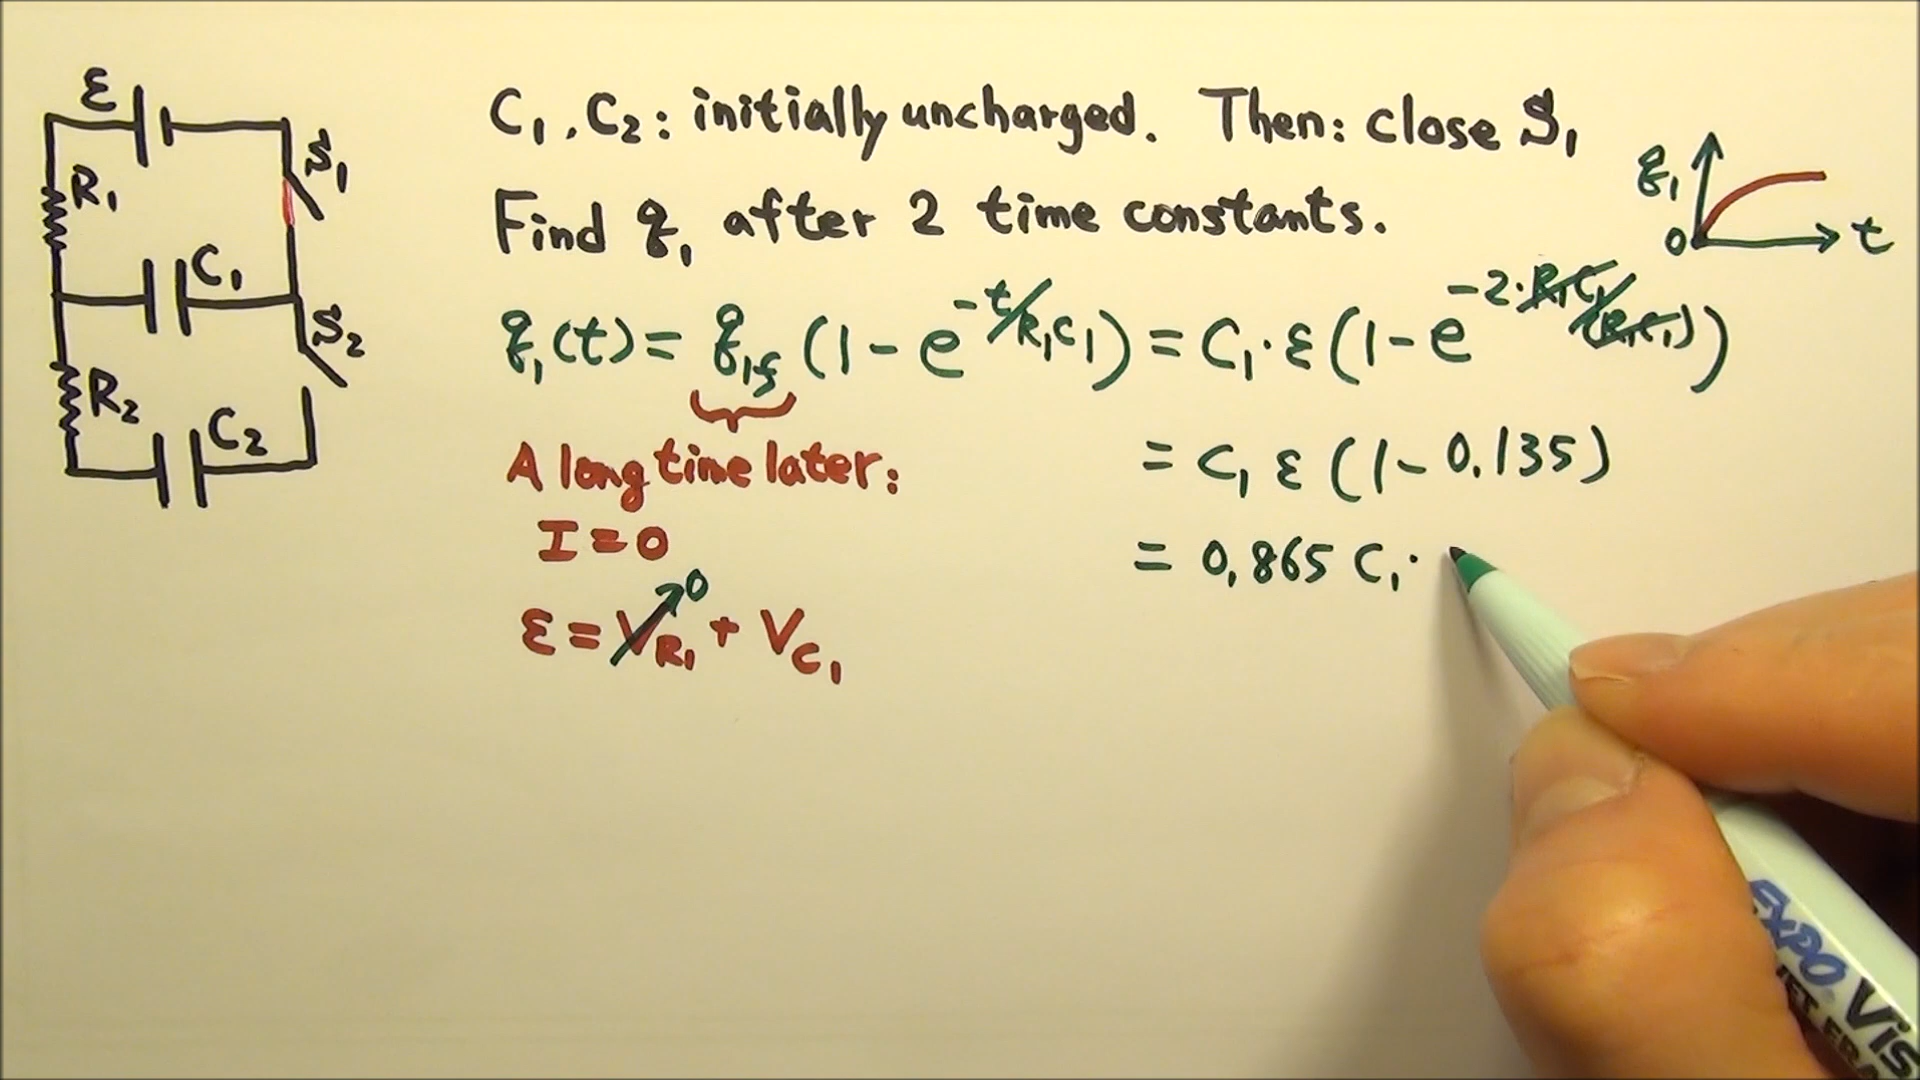 ε
S₁
R₁
C₁
S₂
R₂
C₂
C₁, C₂: initially uncharged. Then: close S₁
Find q₁ after 2 time constants.
q₁
0
t
q₁(t) = q₁f (1 - e^(-t/R₁C₁)) = C₁·ε (1 - e^(-2·R₁C₁/(R₁C₁)))
= C₁ ε (1 - 0.135)
= 0.865 C₁·
A long time later:
I = 0
0
ε = V_R₁ + V_C₁
EXPO Vis